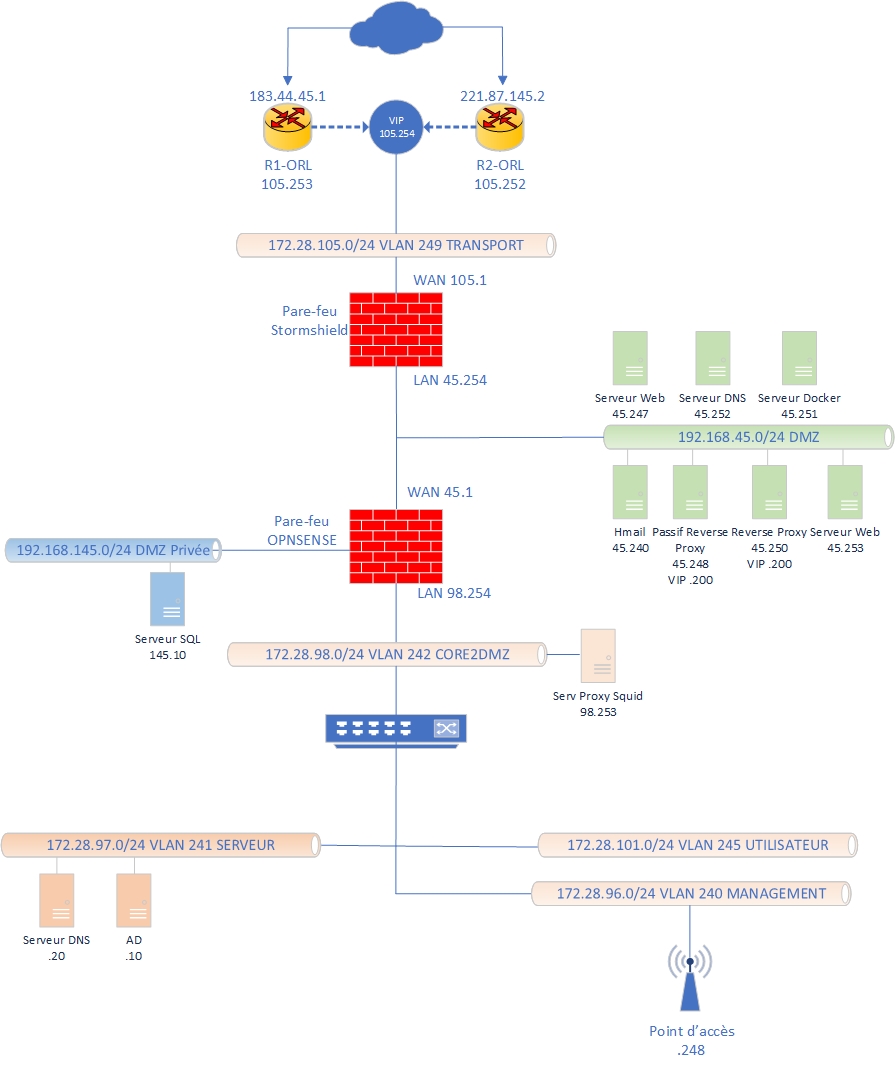 183.44.45.1
221.87.145.2
VIP
105.254
R1-ORL
105.253
R2-ORL
105.252
172.28.105.0/24 VLAN 249 TRANSPORT
WAN 105.1
Pare-feu
Stormshield
LAN 45.254
Serveur Web
45.247
Serveur DNS
45.252
Serveur Docker
45.251
192.168.45.0/24 DMZ
Hmail
45.240
Passif Reverse
Proxy
45.248
VIP .200
Reverse Proxy
45.250
VIP .200
Serveur Web
45.253
WAN 45.1
Pare-feu
OPNSENSE
192.168.145.0/24 DMZ Privée
LAN 98.254
Serveur SQL
145.10
172.28.98.0/24 VLAN 242 CORE2DMZ
Serv Proxy Squid
98.253
172.28.97.0/24 VLAN 241 SERVEUR
172.28.101.0/24 VLAN 245 UTILISATEUR
172.28.96.0/24 VLAN 240 MANAGEMENT
Serveur DNS
.20
AD
.10
Point d’accès
.248